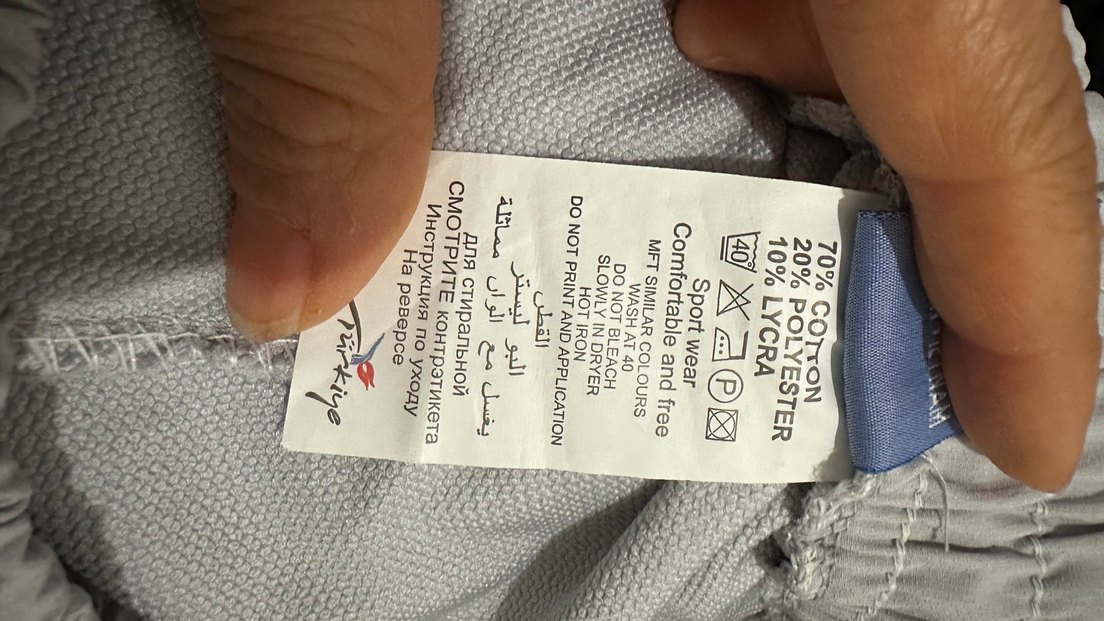 70% COTTON
20% POLYESTER
10% LYCRA
40° P
Sport wear
Comfortable and free
MFT SIMILAR COLOURS
WASH AT 40
DO NOT BLEACH
SLOWLY IN DRYER
HOT IRON
DO NOT PRINT AND APPLICATION
القطن
البو ليستر
يغسل مع الوان مماثلة
для стиральной
СМОТРИТЕ контрэтикета
Инструкция по уходу
На реверсе
Türkiye